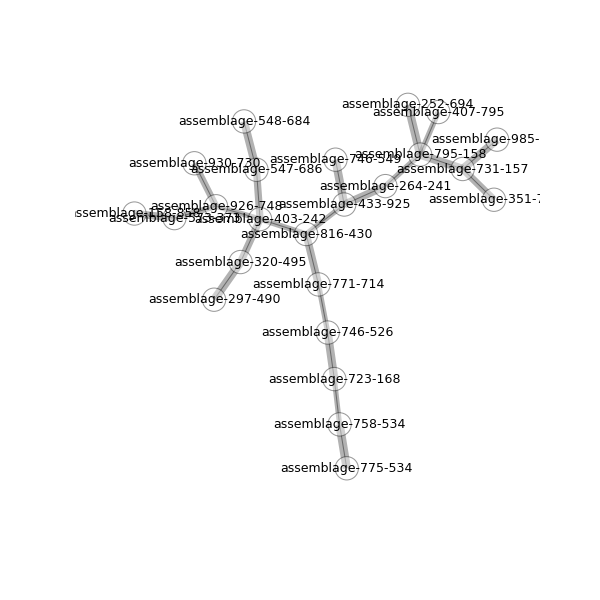 assemblage-252-694
assemblage-407-795
assemblage-548-684
assemblage-985-
assemblage-795-158
assemblage-746-549
assemblage-930-730
assemblage-547-686
assemblage-731-157
assemblage-264-241
assemblage-351-7
assemblage-433-925
assemblage-926-748
assemblage-403-242
assemblage-816-430
assemblage-320-495
assemblage-771-714
assemblage-297-490
assemblage-746-526
assemblage-723-168
assemblage-758-534
assemblage-775-534